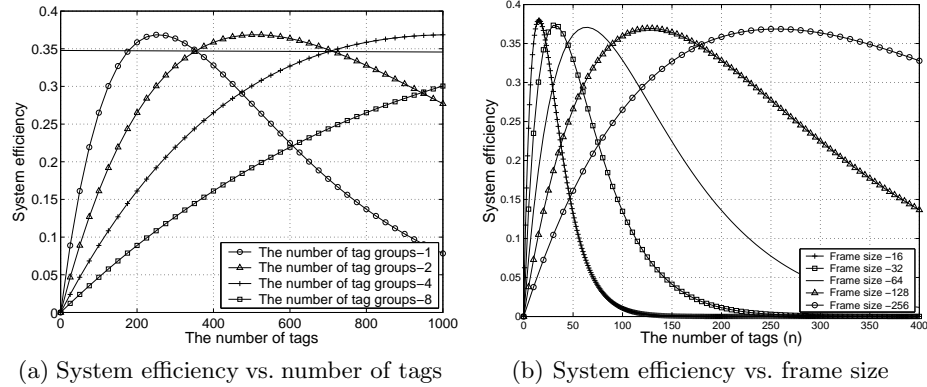 0.4
0.35
0.3
0.25
0.2
0.15
0.1
0.05
0
System efficiency
0 200 400 600 800 1000
The number of tags
The number of tag groups−1
The number of tag groups−2
The number of tag groups−4
The number of tag groups−8
(a) System efficiency vs. number of tags
0.4
0.35
0.3
0.25
0.2
0.15
0.1
0.05
0
System efficiency
0 50 100 150 200 250 300 350 400
The number of tags (n)
Frame size −16
Frame size −32
Frame size −64
Frame size −128
Frame size −256
(b) System efficiency vs. frame size